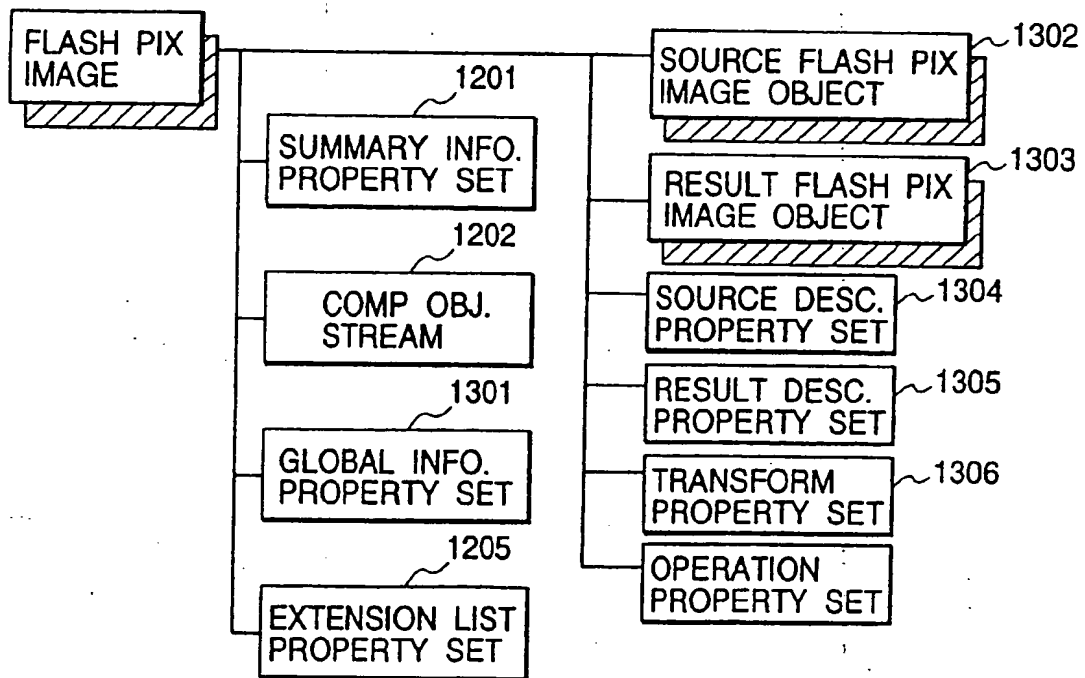 FLASH PIX
IMAGE
1201
SUMMARY INFO.
PROPERTY SET
1202
COMP OBJ.
STREAM
1301
GLOBAL INFO.
PROPERTY SET
1205
EXTENSION LIST
PROPERTY SET
1302
SOURCE FLASH PIX
IMAGE OBJECT
1303
RESULT FLASH PIX
IMAGE OBJECT
1304
SOURCE DESC.
PROPERTY SET
1305
RESULT DESC.
PROPERTY SET
1306
TRANSFORM
PROPERTY SET
OPERATION
PROPERTY SET